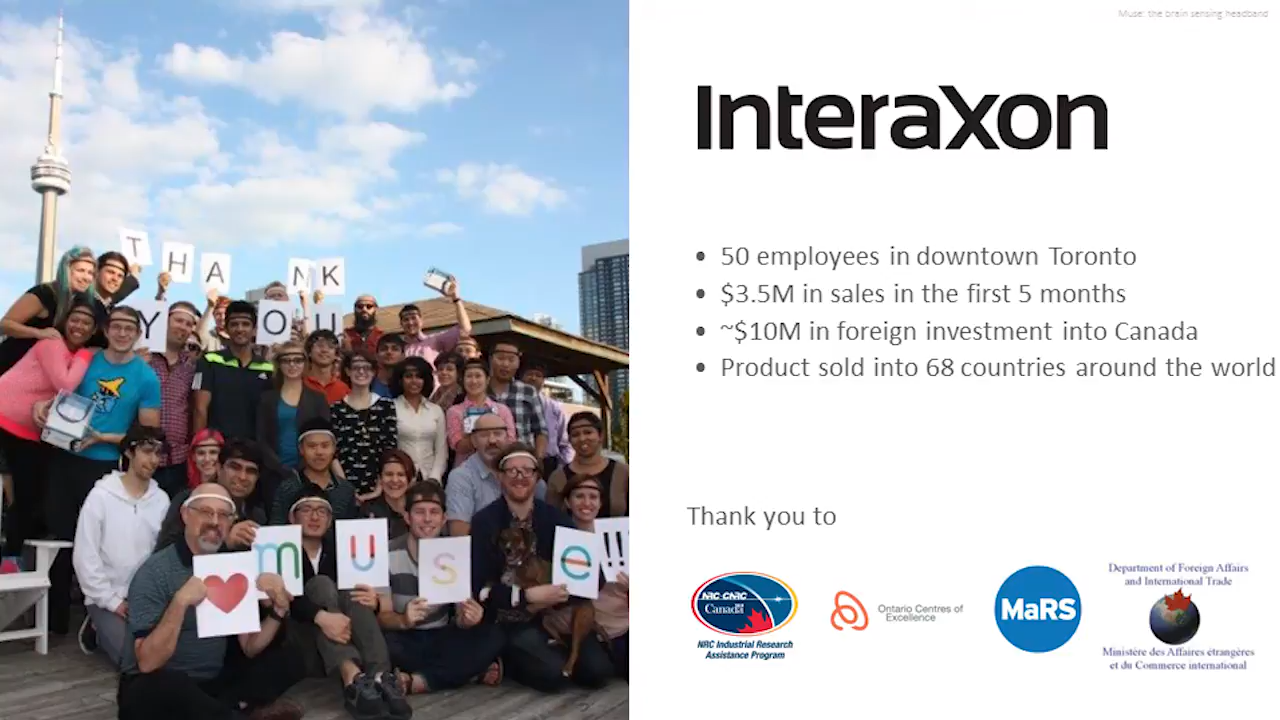 Muse: the brain sensing headband
THANK
YOU
muse!!
InteraXon
• 50 employees in downtown Toronto
• $3.5M in sales in the first 5 months
• ~$10M in foreign investment into Canada
• Product sold into 68 countries around the world
Thank you to
NRC·CNRC
Canada
NRC Industrial Research
Assistance Program
Ontario Centres of
Excellence
MaRS
Department of Foreign Affairs
and International Trade
Ministère des Affaires étrangères
et du Commerce international